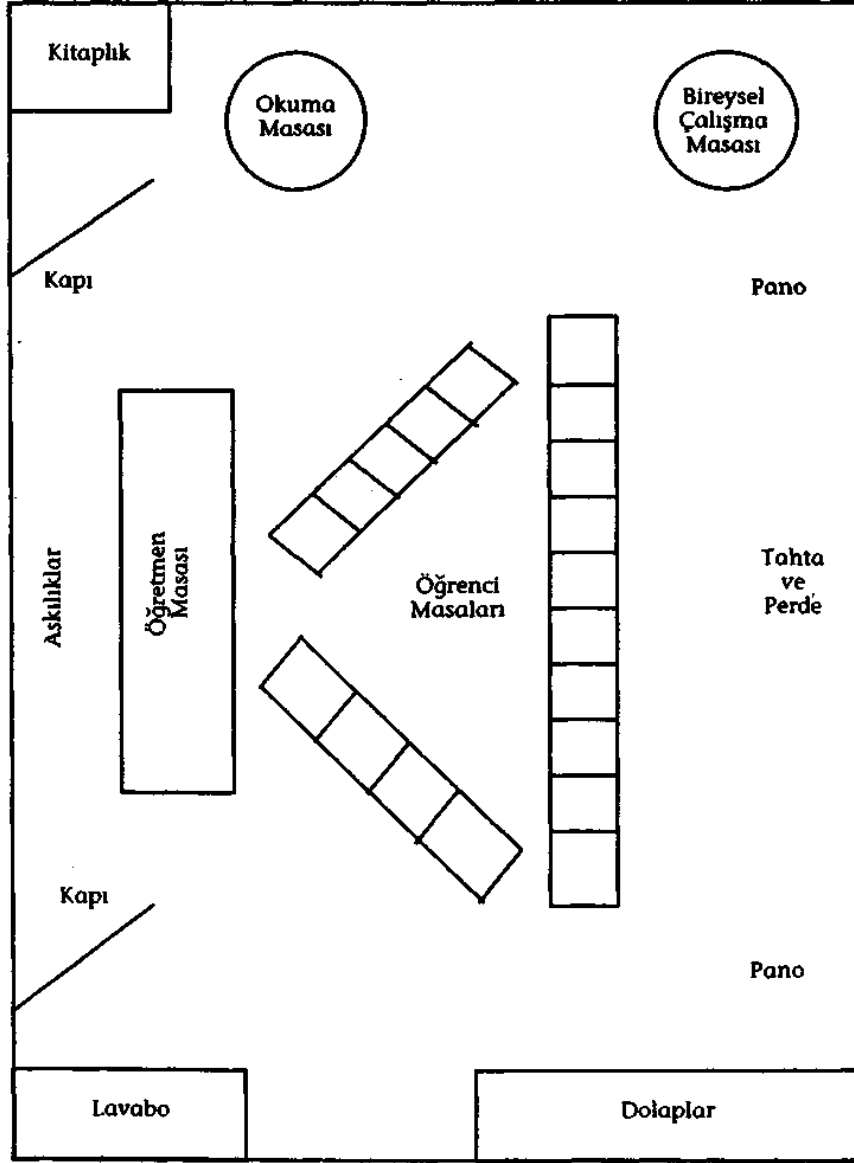 Kitaplık
Okuma
Masası
Bireysel
Çalışma
Masası
Kapı
Pano
Askılıklar
Öğretmen
Masası
Öğrenci
Masaları
Tahta
ve
Perde
Kapı
Pano
Lavabo
Dolaplar